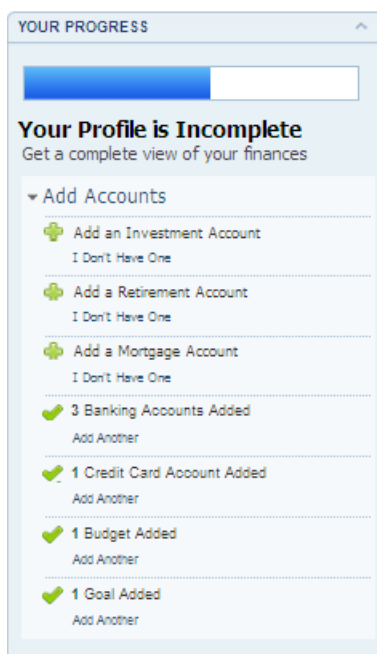 YOUR PROGRESS
Your Profile is Incomplete
Get a complete view of your finances
Add Accounts
Add an Investment Account
I Don't Have One
Add a Retirement Account
I Don't Have One
Add a Mortgage Account
I Don't Have One
3 Banking Accounts Added
Add Another
1 Credit Card Account Added
Add Another
1 Budget Added
Add Another
1 Goal Added
Add Another